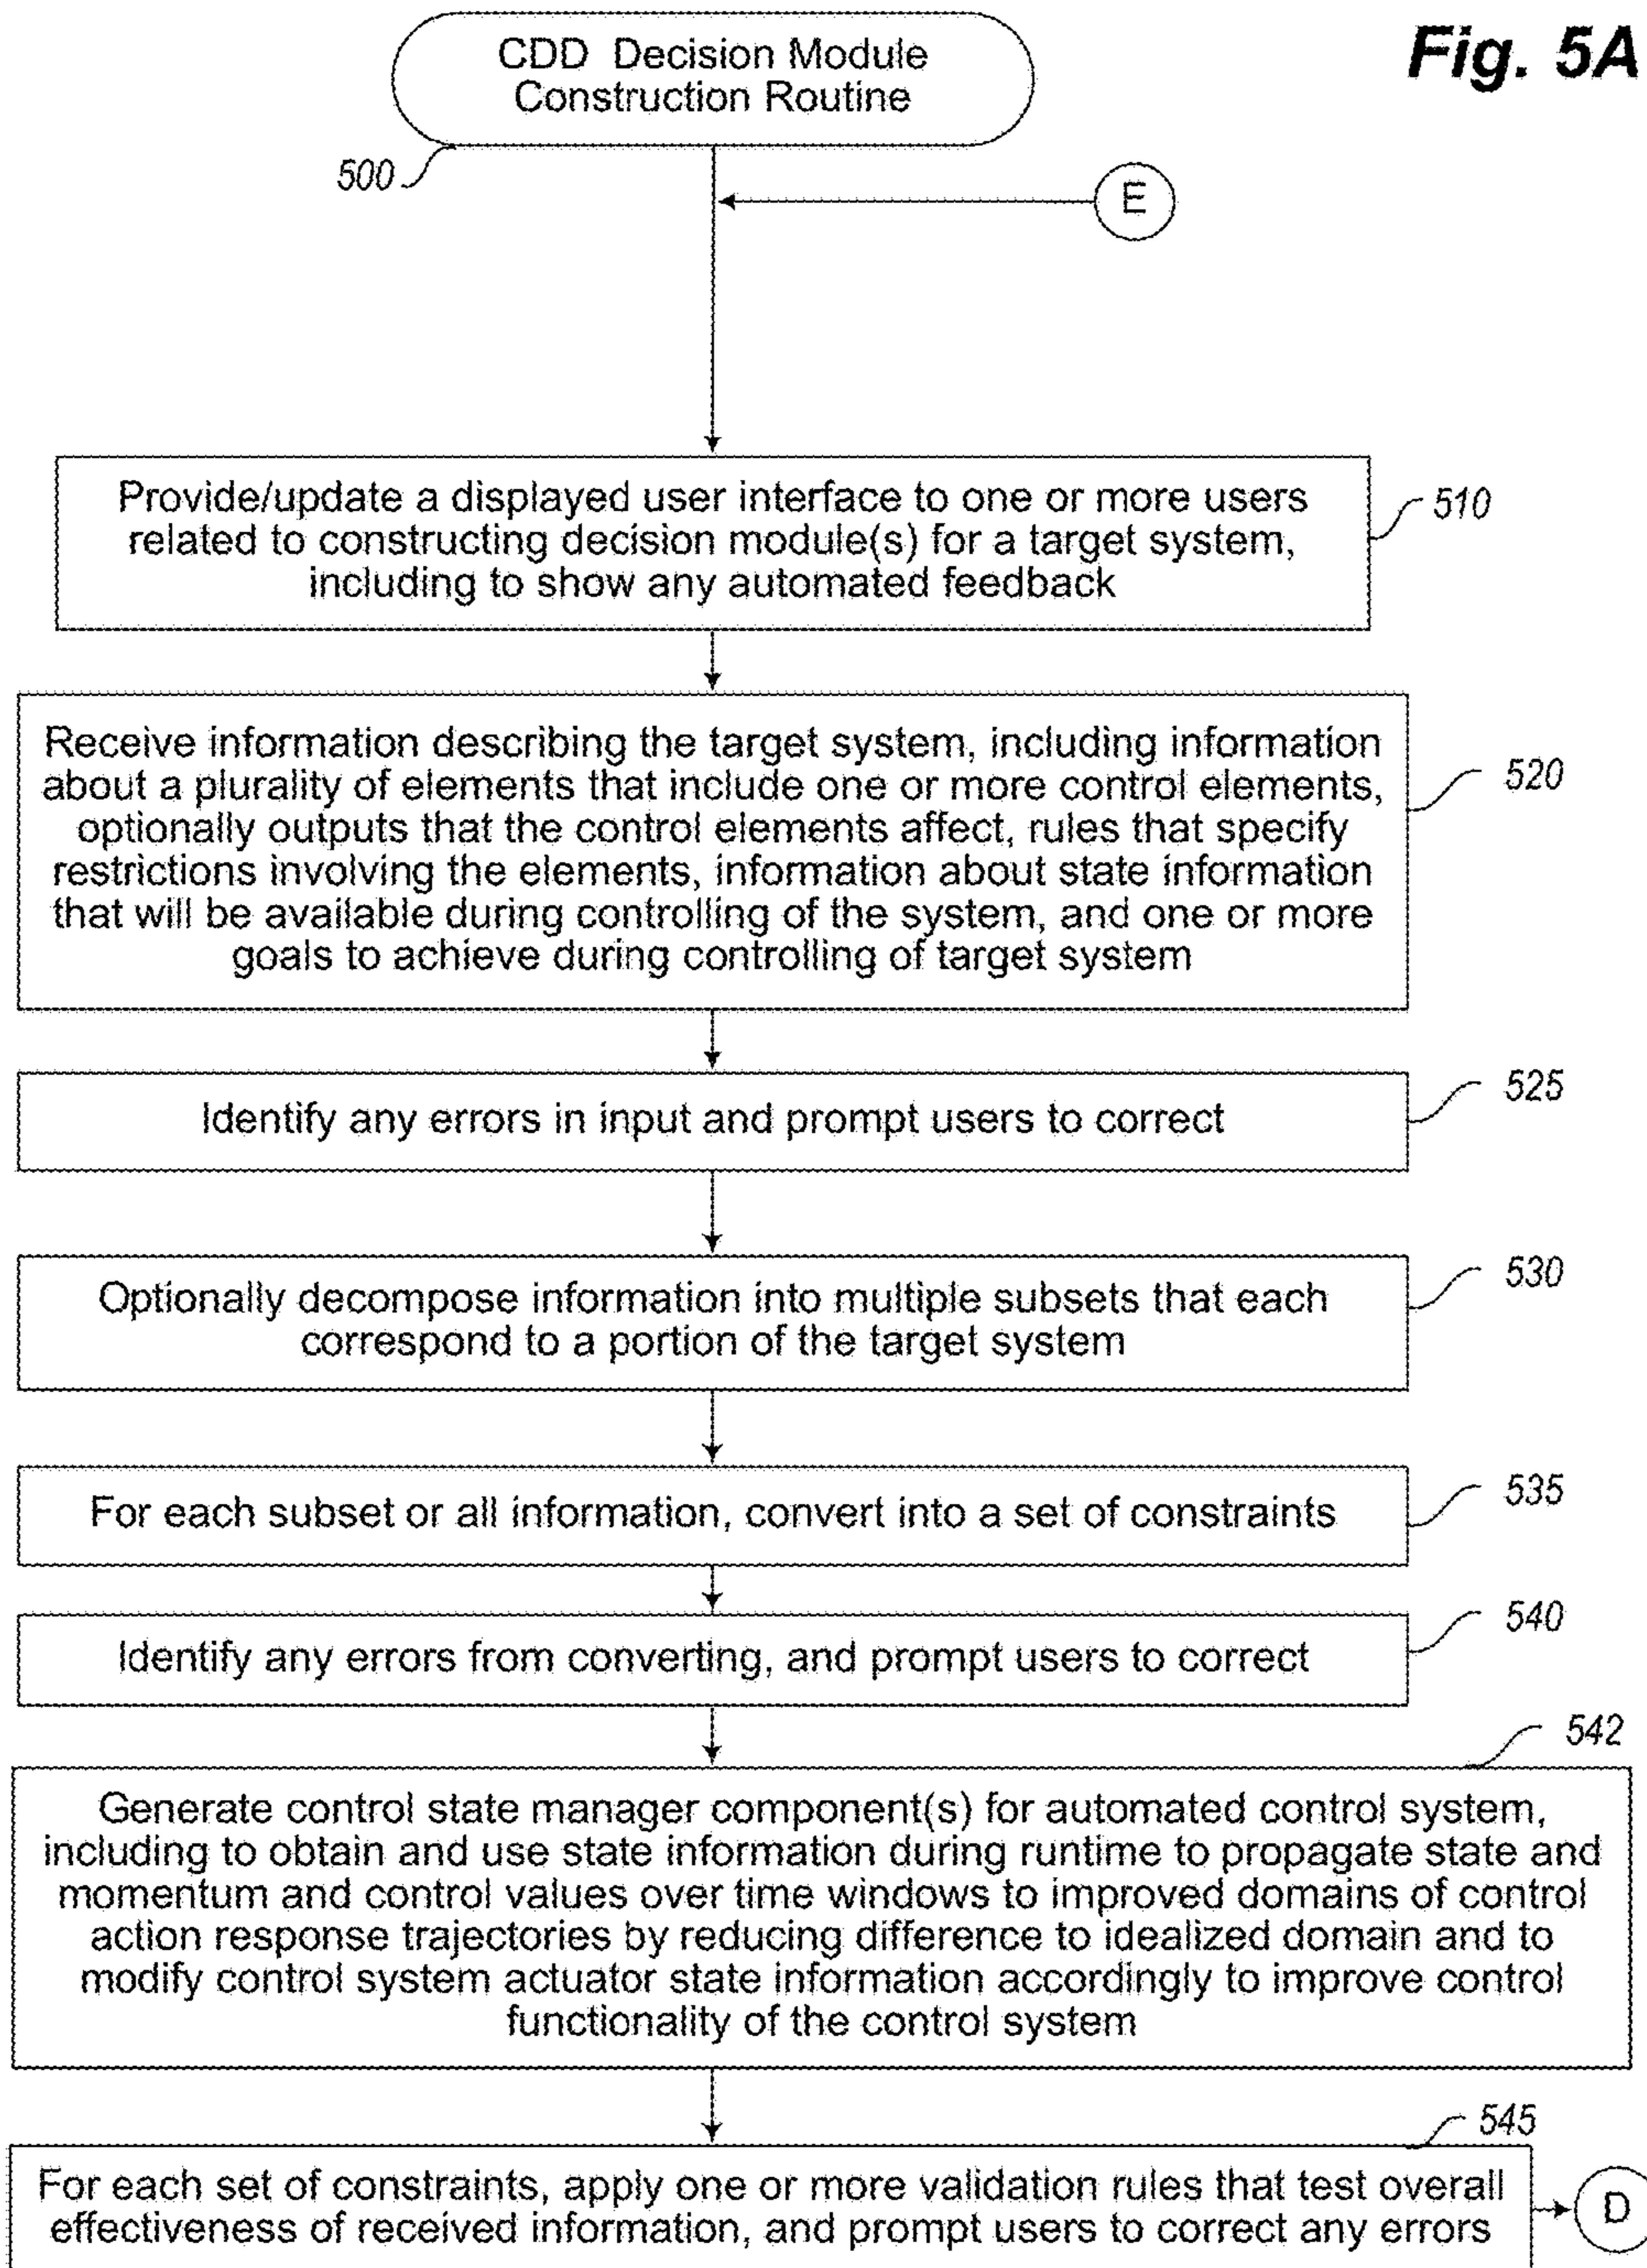 Fig. 5A
CDD Decision Module
Construction Routine
500
E
Provide/update a displayed user interface to one or more users
related to constructing decision module(s) for a target system,
including to show any automated feedback
510
Receive information describing the target system, including information
about a plurality of elements that include one or more control elements,
optionally outputs that the control elements affect, rules that specify
restrictions involving the elements, information about state information
that will be available during controlling of the system, and one or more
goals to achieve during controlling of target system
520
Identify any errors in input and prompt users to correct
525
Optionally decompose information into multiple subsets that each
correspond to a portion of the target system
530
For each subset or all information, convert into a set of constraints
535
Identify any errors from converting, and prompt users to correct
540
542
Generate control state manager component(s) for automated control system,
including to obtain and use state information during runtime to propagate state and
momentum and control values over time windows to improved domains of control
action response trajectories by reducing difference to idealized domain and to
modify control system actuator state information accordingly to improve control
functionality of the control system
545
For each set of constraints, apply one or more validation rules that test overall
effectiveness of received information, and prompt users to correct any errors
D